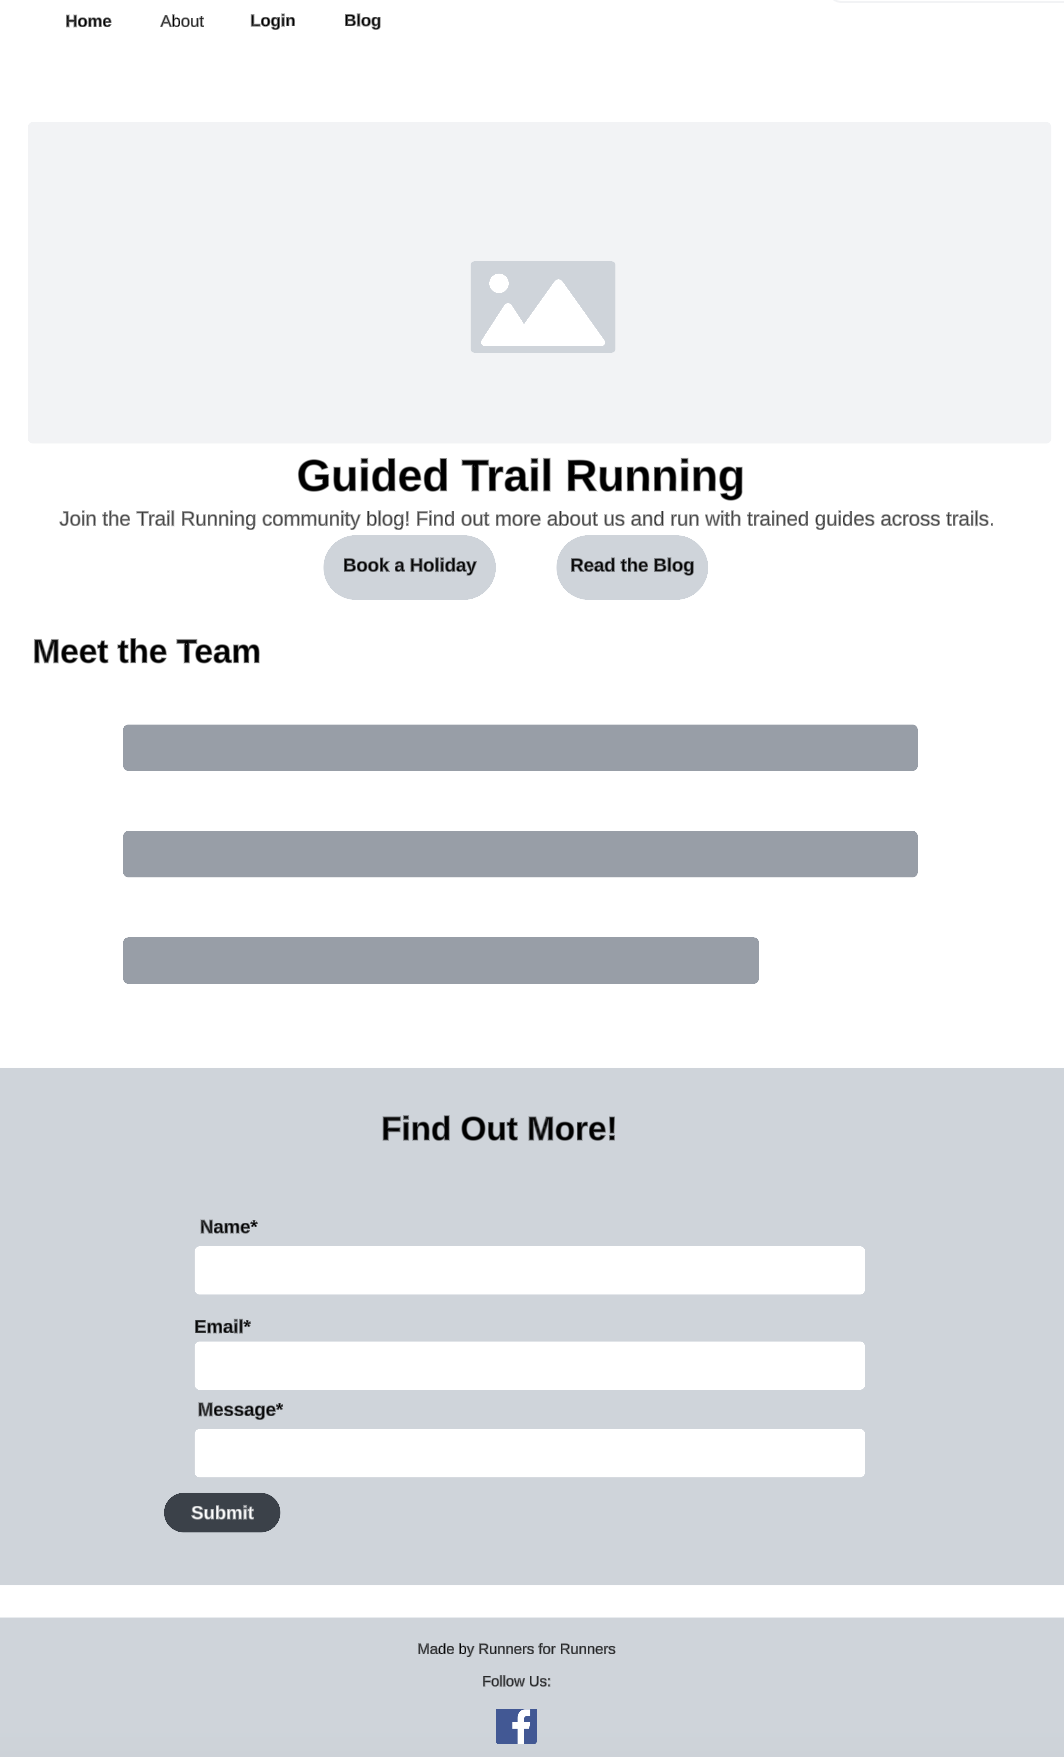 Home About Login Blog
Guided Trail Running
Join the Trail Running community blog! Find out more about us and run with trained guides across trails.
Book a Holiday Read the Blog
Meet the Team
Find Out More!
Name*
Email*
Message*
Submit
Made by Runners for Runners
Follow Us: